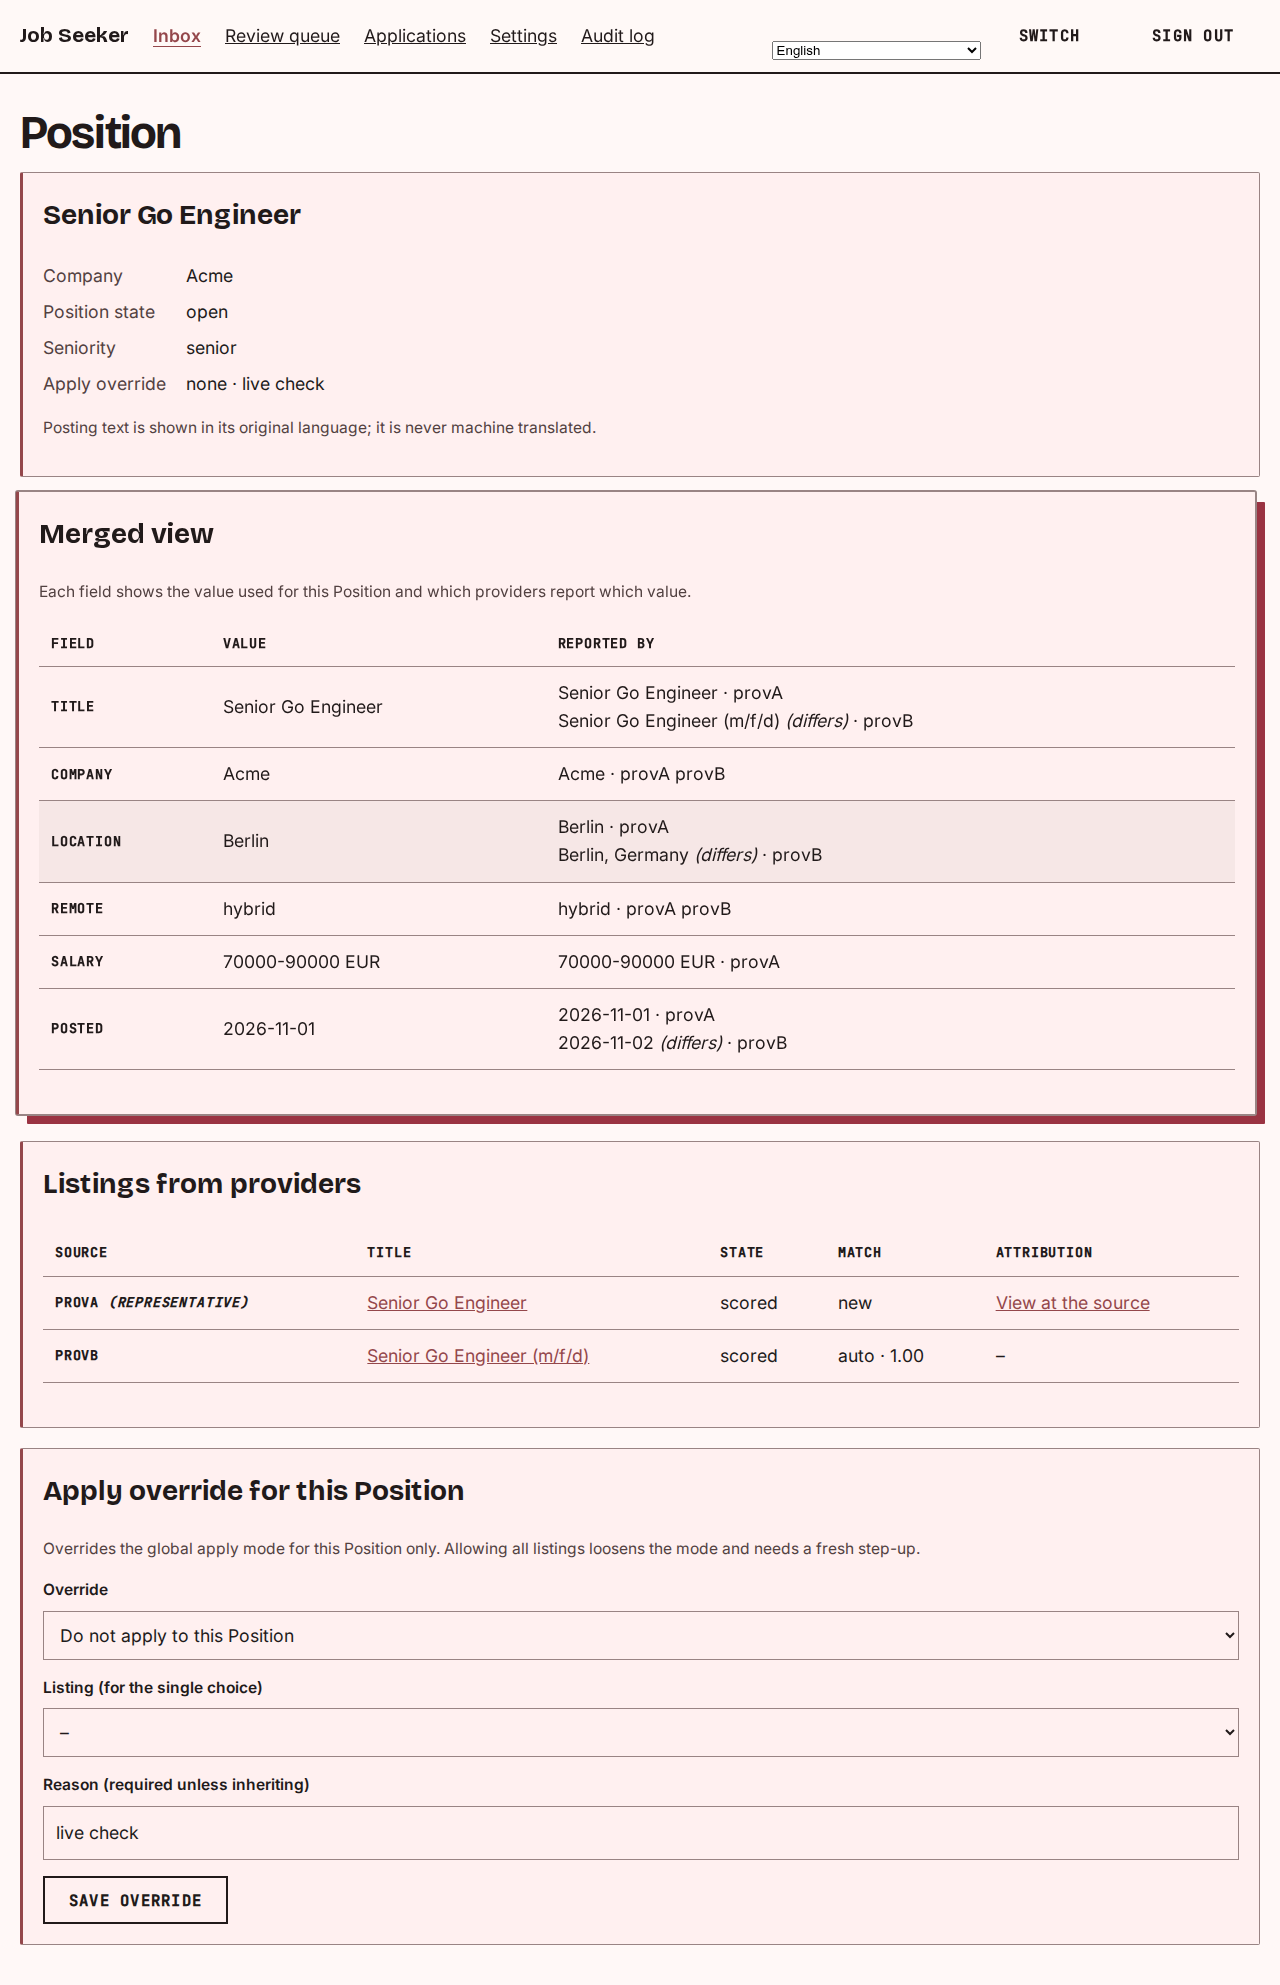 Job Seeker Inbox Review queue Applications Settings Audit log English SWITCH SIGN OUT
Position
Senior Go Engineer
Company Acme
Position state open
Seniority senior
Apply override none · live check
Posting text is shown in its original language; it is never machine translated.
Merged view
Each field shows the value used for this Position and which providers report which value.
FIELD VALUE REPORTED BY
TITLE Senior Go Engineer Senior Go Engineer · provA
Senior Go Engineer (m/f/d) (differs) · provB
COMPANY Acme Acme · provA provB
LOCATION Berlin Berlin · provA
Berlin, Germany (differs) · provB
REMOTE hybrid hybrid · provA provB
SALARY 70000-90000 EUR 70000-90000 EUR · provA
POSTED 2026-11-01 2026-11-01 · provA
2026-11-02 (differs) · provB
Listings from providers
SOURCE TITLE STATE MATCH ATTRIBUTION
PROVA (REPRESENTATIVE) Senior Go Engineer scored new View at the source
PROVB Senior Go Engineer (m/f/d) scored auto · 1.00 –
Apply override for this Position
Overrides the global apply mode for this Position only. Allowing all listings loosens the mode and needs a fresh step-up.
Override
Do not apply to this Position
Listing (for the single choice)
–
Reason (required unless inheriting)
live check
SAVE OVERRIDE